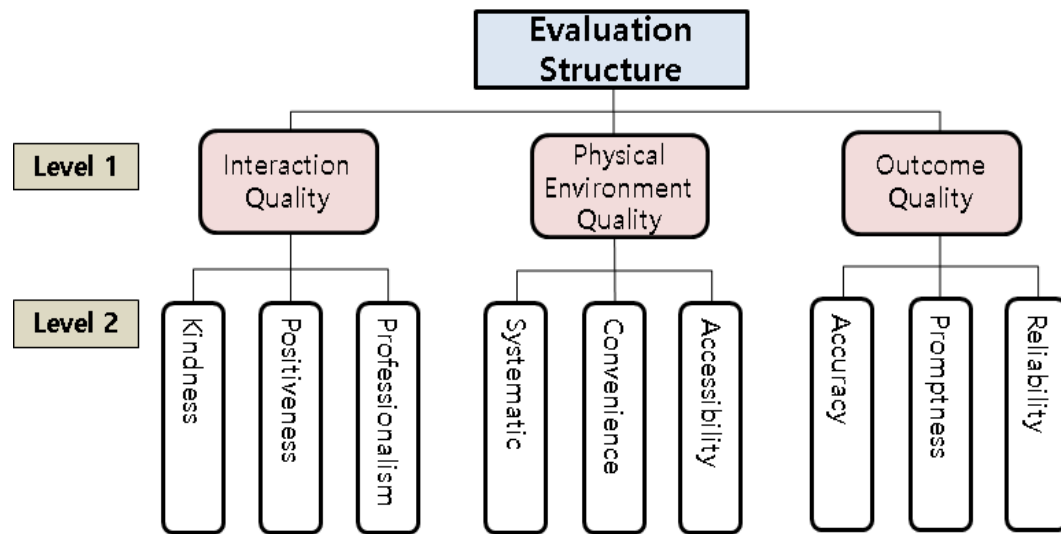 Evaluation
Structure
Level 1
Interaction
Quality
Physical
Environment
Quality
Outcome
Quality
Level 2
Kindness
Positiveness
Professionalism
Systematic
Convenience
Accessibility
Accuracy
Promptness
Reliability